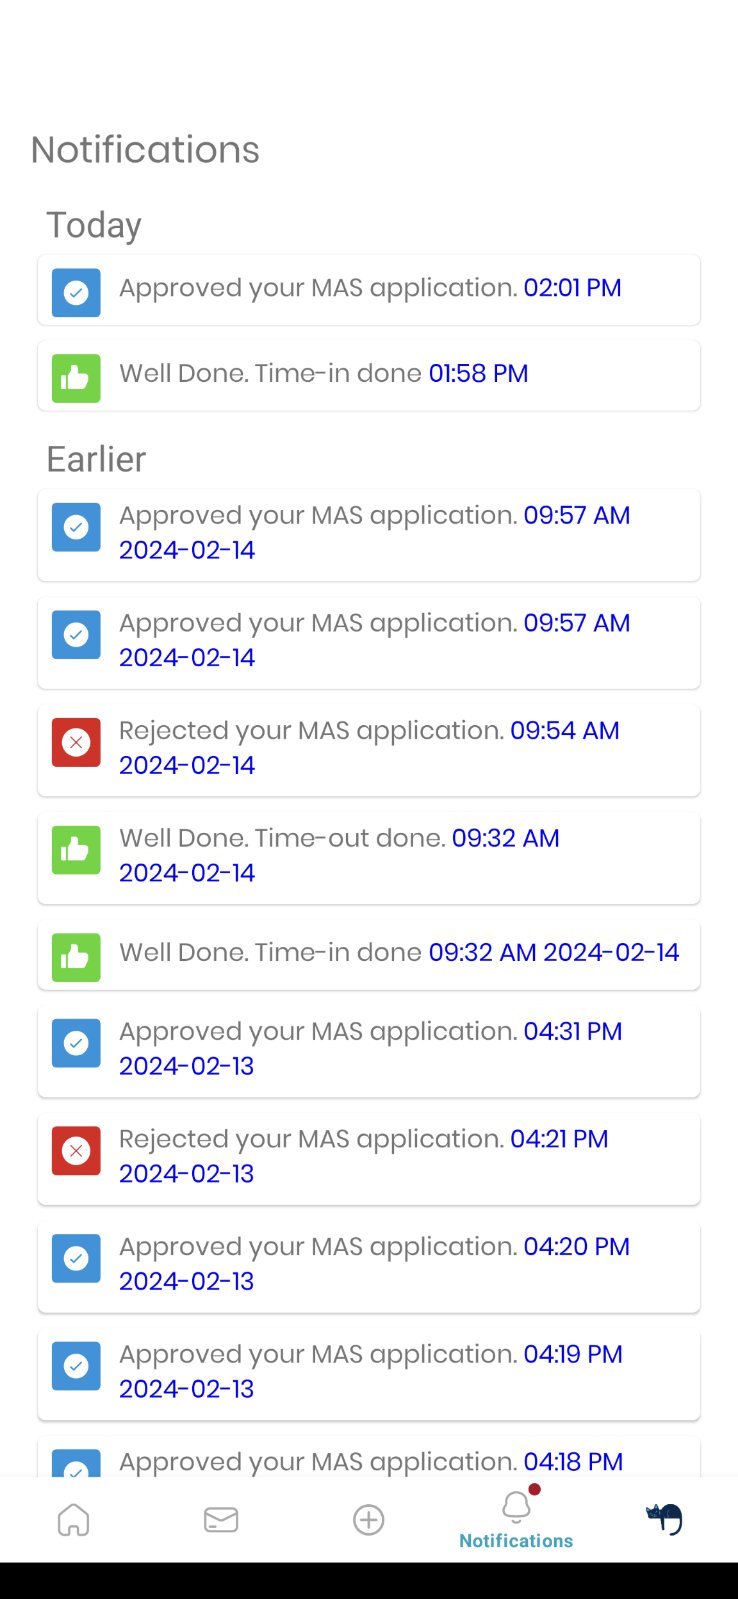 Notifications
Today
Approved your MAS application. 02:01 PM
Well Done. Time-in done 01:58 PM
Earlier
Approved your MAS application. 09:57 AM
2024-02-14
Approved your MAS application. 09:57 AM
2024-02-14
Rejected your MAS application. 09:54 AM
2024-02-14
Well Done. Time-out done. 09:32 AM
2024-02-14
Well Done. Time-in done 09:32 AM 2024-02-14
Approved your MAS application. 04:31 PM
2024-02-13
Rejected your MAS application. 04:21 PM
2024-02-13
Approved your MAS application. 04:20 PM
2024-02-13
Approved your MAS application. 04:19 PM
2024-02-13
Approved your MAS application. 04:18 PM
Notifications